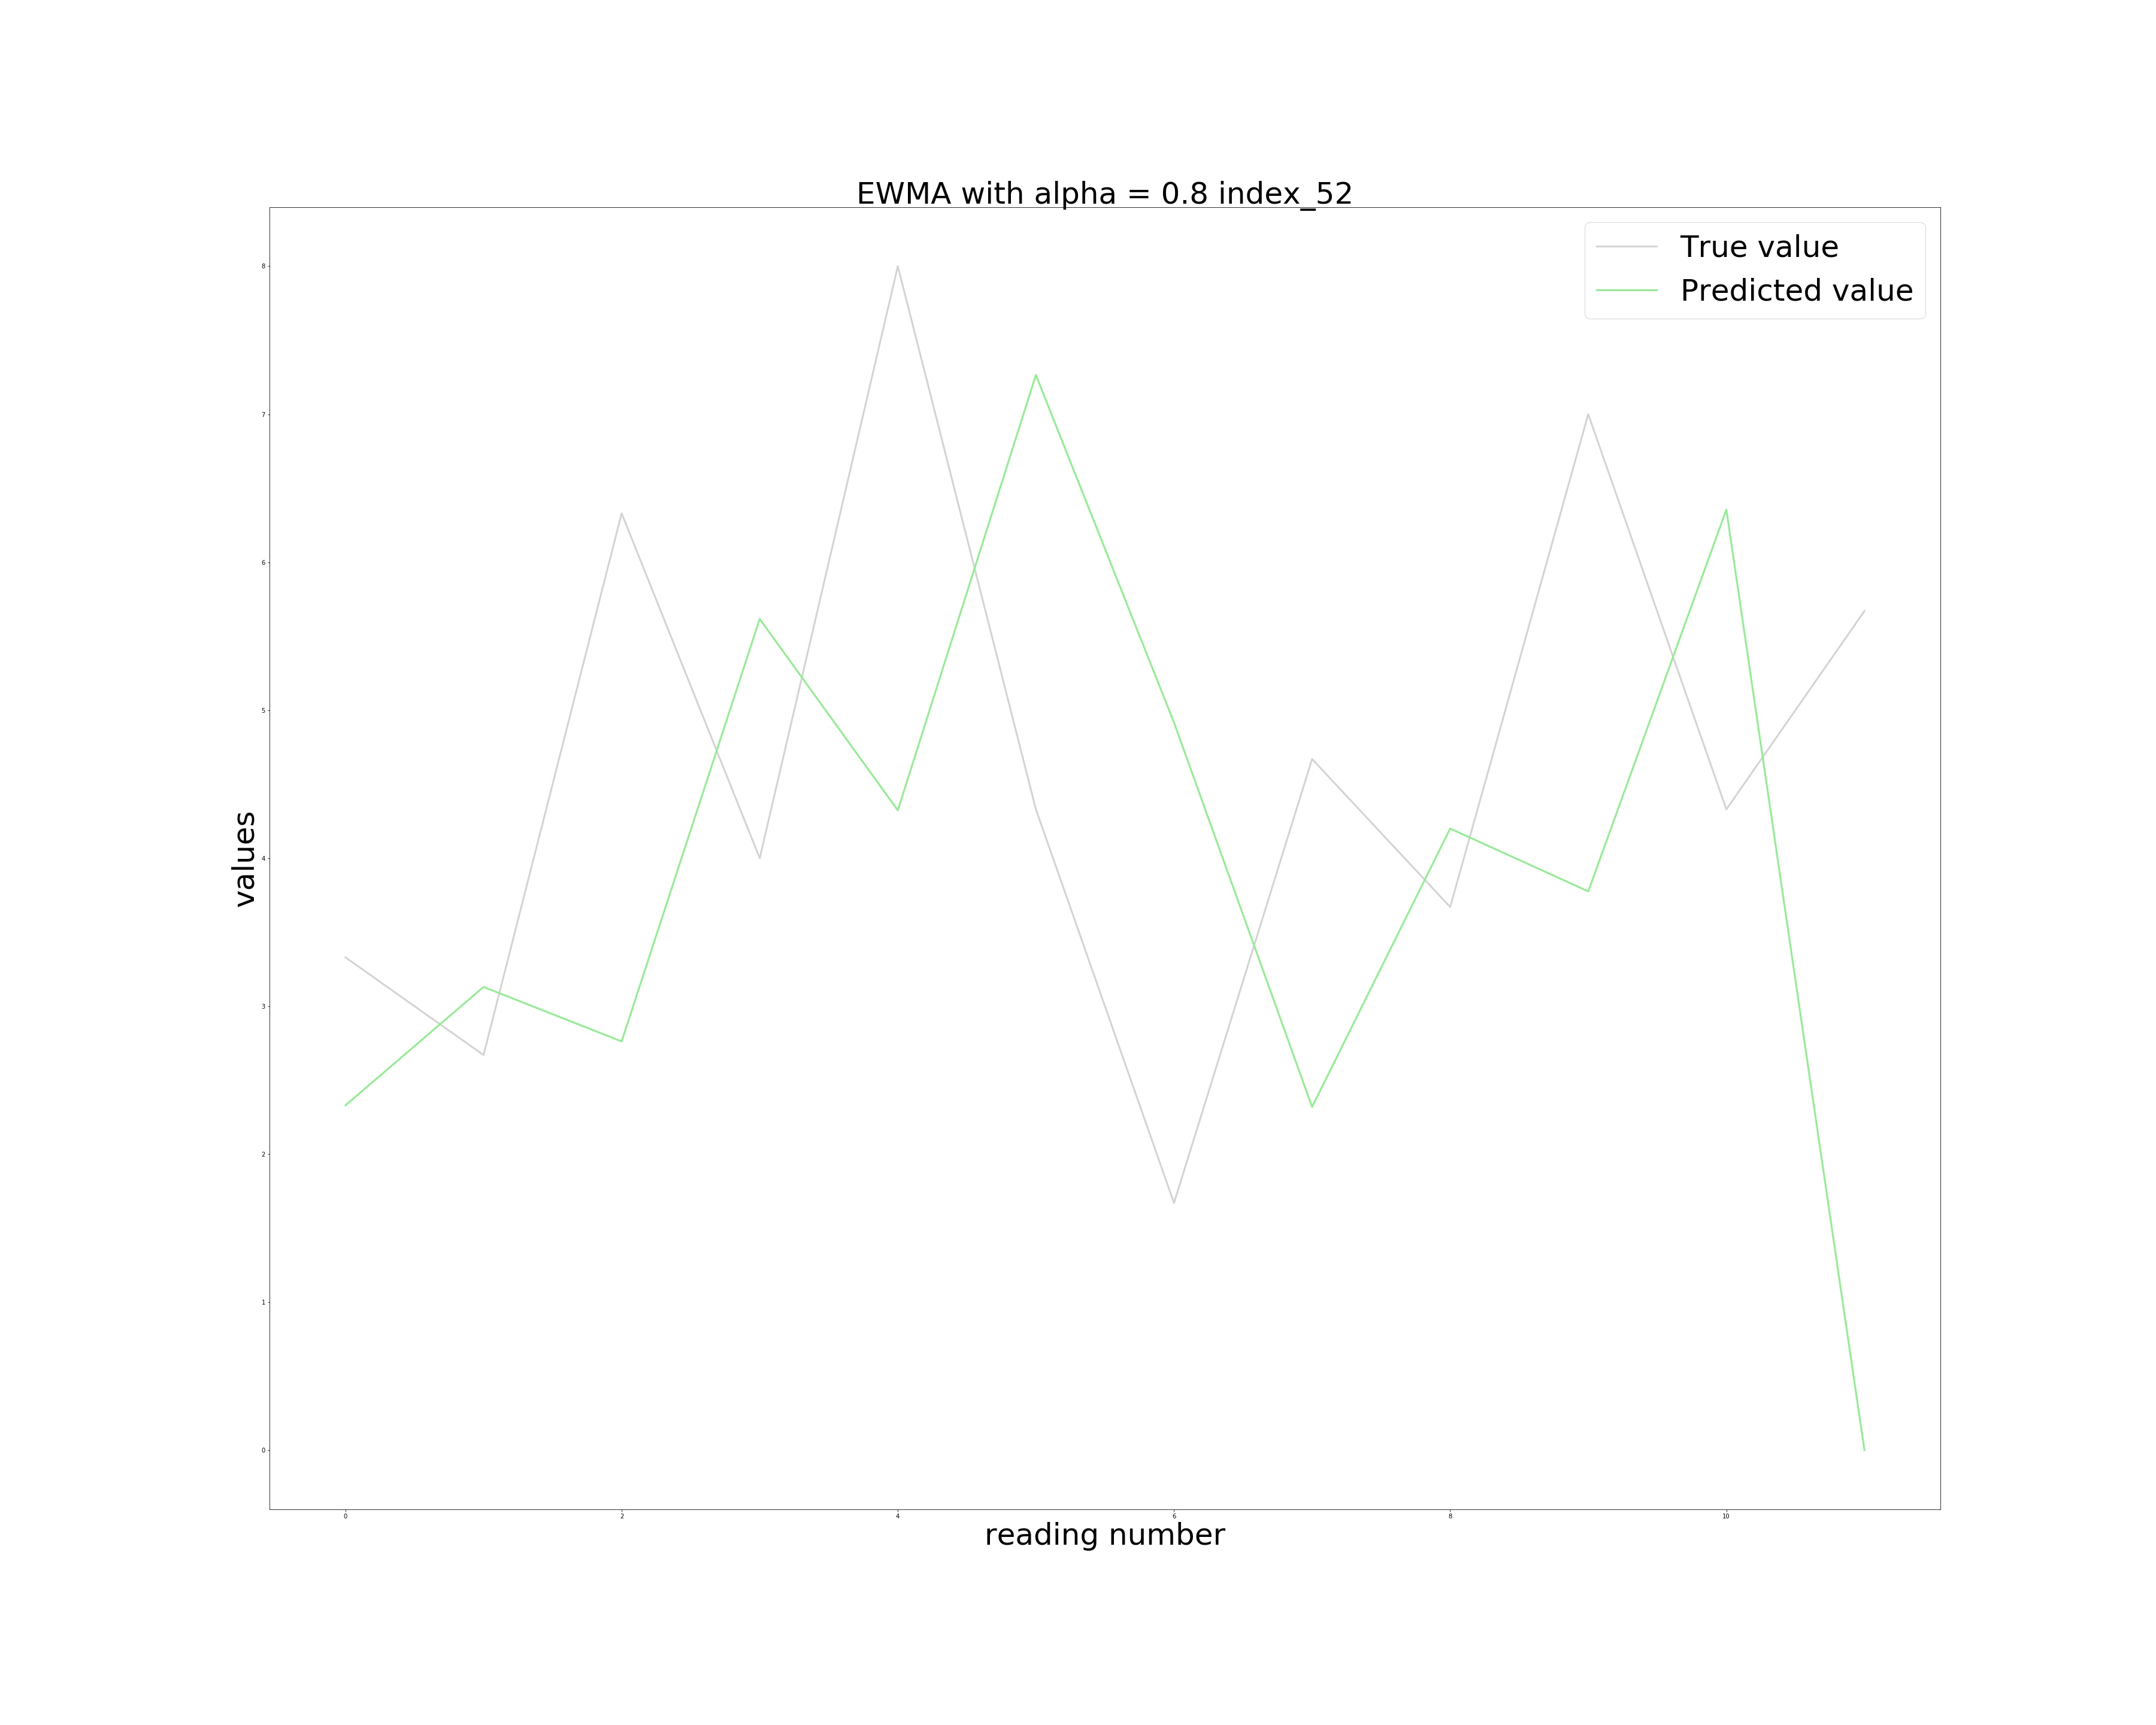 EWMA with alpha = 0.8 index_52
True value
Predicted value
8
7
6
5
4
3
2
1
0
values
0 2 4 6 8 10
reading number